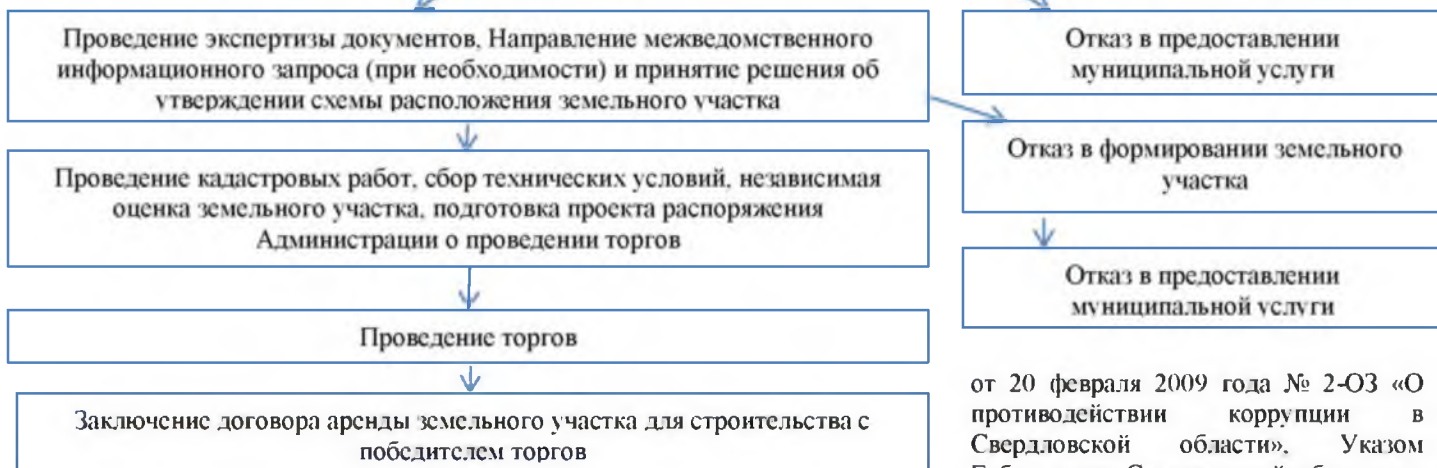 Проведение экспертизы документов, Направление межведомственного
информационного запроса (при необходимости) и принятие решения об
утверждении схемы расположения земельного участка
Отказ в предоставлении
муниципальной услуги
Отказ в формировании земельного
участка
Проведение кадастровых работ, сбор технических условий, независимая
оценка земельного участка, подготовка проекта распоряжения
Администрации о проведении торгов
Отказ в предоставлении
муниципальной услуги
Проведение торгов
Заключение договора аренды земельного участка для строительства с
победителем торгов
от 20 февраля 2009 года № 2-ОЗ «О
противодействии коррупции в
Свердловской области», Указом